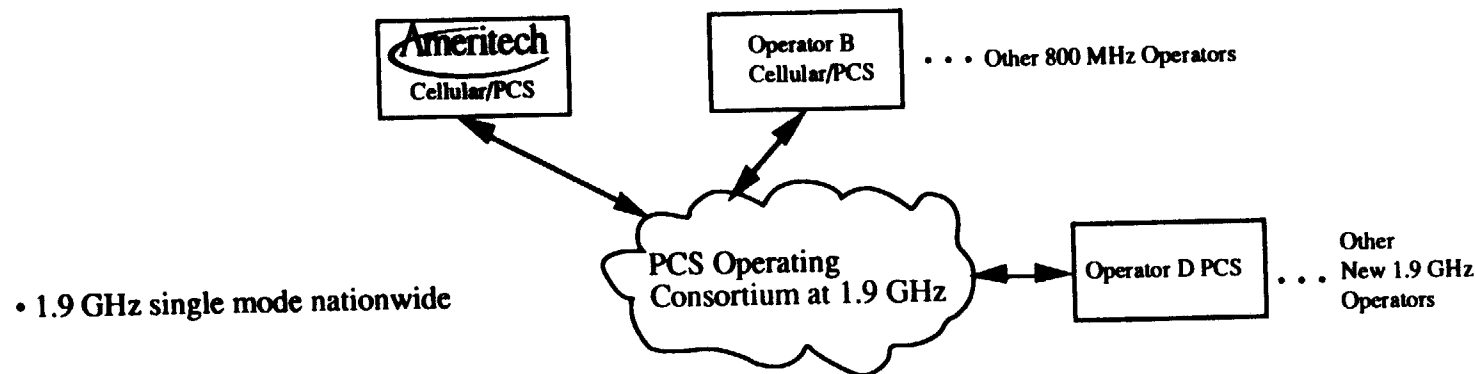 Ameritech
Cellular/PCS
Operator B
Cellular/PCS
• • • Other 800 MHz Operators
PCS Operating
Consortium at 1.9 GHz
Operator D PCS
• • •
Other
New 1.9 GHz
Operators
• 1.9 GHz single mode nationwide